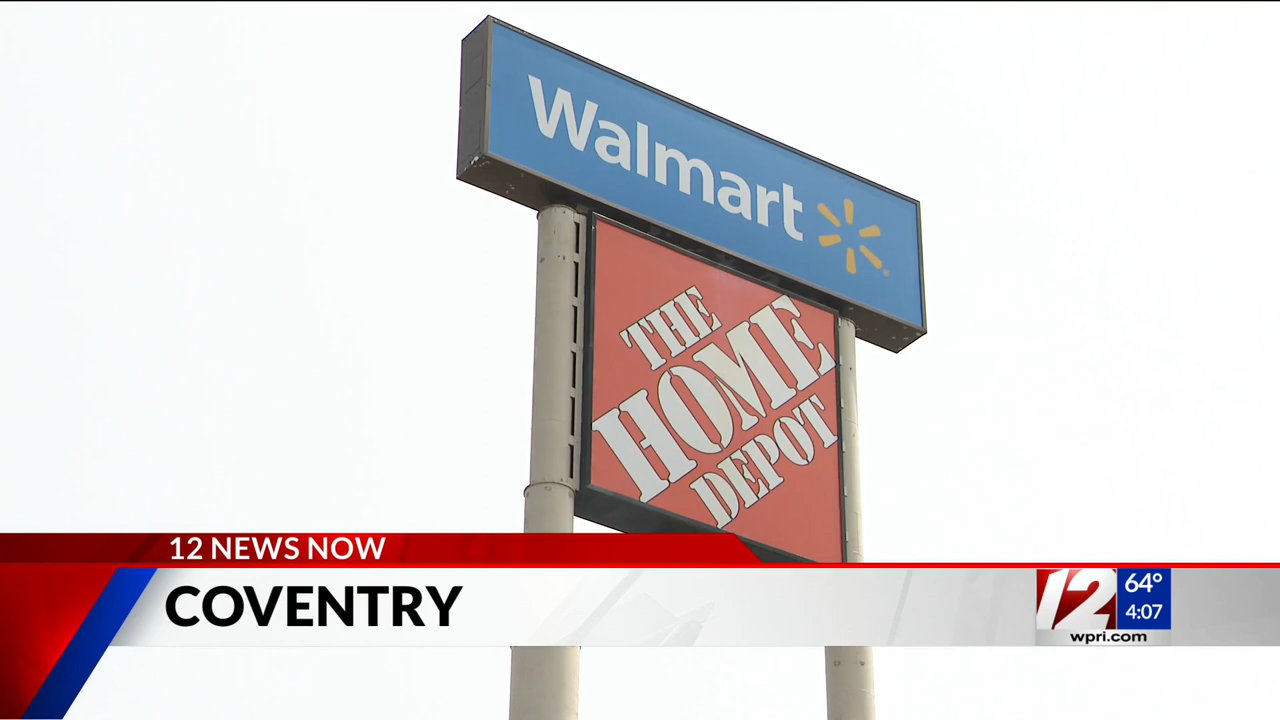 Walmart
THE
HOME
DEPOT
12 NEWS NOW
COVENTRY
12
64°
4:07
wpri.com